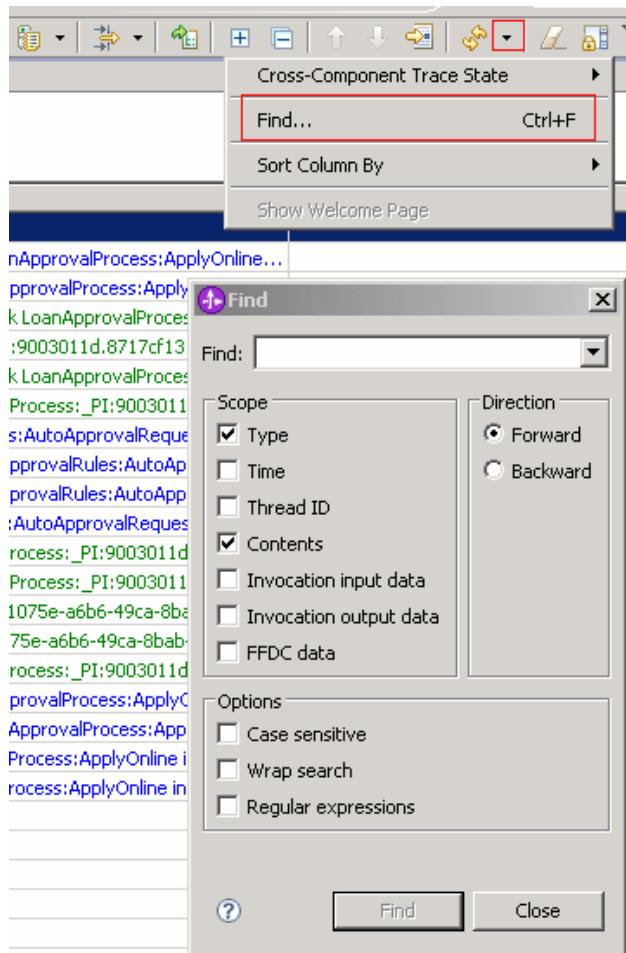 Cross-Component Trace State
Find... Ctrl+F
Sort Column By
Show Welcome Page
nApprovalProcess:ApplyOnline...
pprovalProcess:Apply
k LoanApprovalProces
:9003011d.8717cf13
k LoanApprovalProces
Process:_PI:9003011
s:AutoApprovalReque
pprovalRules:AutoAp
provalRules:AutoApp
:AutoApprovalReques
rocess:_PI:9003011d
Process:_PI:9003011
1075e-a6b6-49ca-8ba
75e-a6b6-49ca-8bab-
rocess:_PI:9003011d
provalProcess:ApplyO
ApprovalProcess:App
Process:ApplyOnline i
rocess:ApplyOnline in
Find
Find:
Scope
Type
Time
Thread ID
Contents
Invocation input data
Invocation output data
FFDC data
Direction
Forward
Backward
Options
Case sensitive
Wrap search
Regular expressions
Find Close